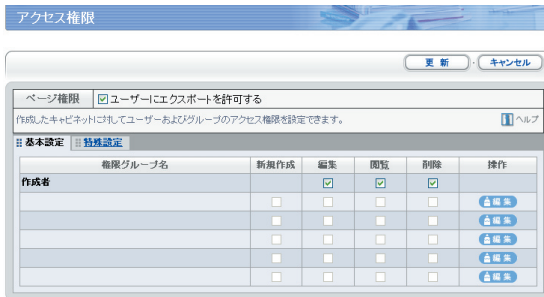 アクセス権限
更 新 ・ キャンセル
ページ権限 ユーザーにエクスポートを許可する
作成したキャビネットに対してユーザーおよびグループのアクセス権限を設定できます。 ヘルプ
基本設定 特殊設定
権限グループ名 新規作成 編集 閲覧 削除 操作
作成者
編集
編集
編集
編集
編集